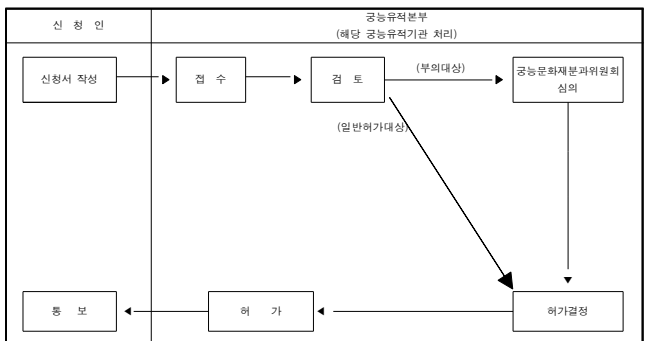 신 청 인
궁능유적본부
(해당 궁능유적기관 처리)
신청서 작성
접 수
검 토
(부의대상)
궁능문화재분과위원회
심의
(일반허가대상)
통 보
허 가
허가결정